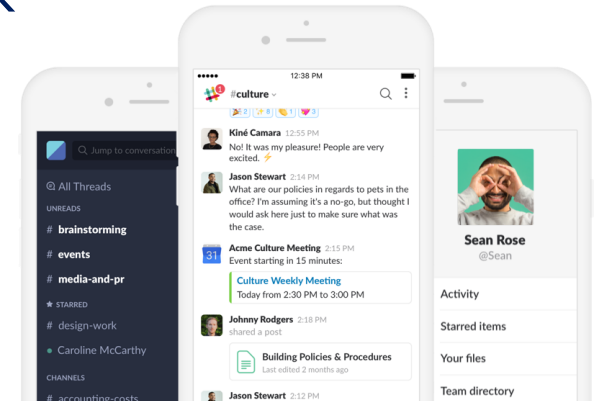 Jump to conversation
All Threads
UNREADS
# brainstorming
# events
# media-and-pr
★ STARRED
# design-work
Caroline McCarthy
CHANNELS
# accounting-costs
12:38 PM
1
#culture
2 8 1 3
Kiné Camara 12:55 PM
No! It was my pleasure! People are very
excited. ⚡
Jason Stewart 2:14 PM
What are our policies in regards to pets in the
office? I'm assuming it's a no-go, but thought I
would ask here just to make sure what was
the case.
31
Acme Culture Meeting 2:15 PM
Event starting in 15 minutes:
Culture Weekly Meeting
Today from 2:30 PM to 3:00 PM
Johnny Rodgers 2:18 PM
shared a post
Building Policies & Procedures
Last edited 2 months ago
Jason Stewart 2:12 PM
Sean Rose
@Sean
Activity
Starred items
Your files
Team directory